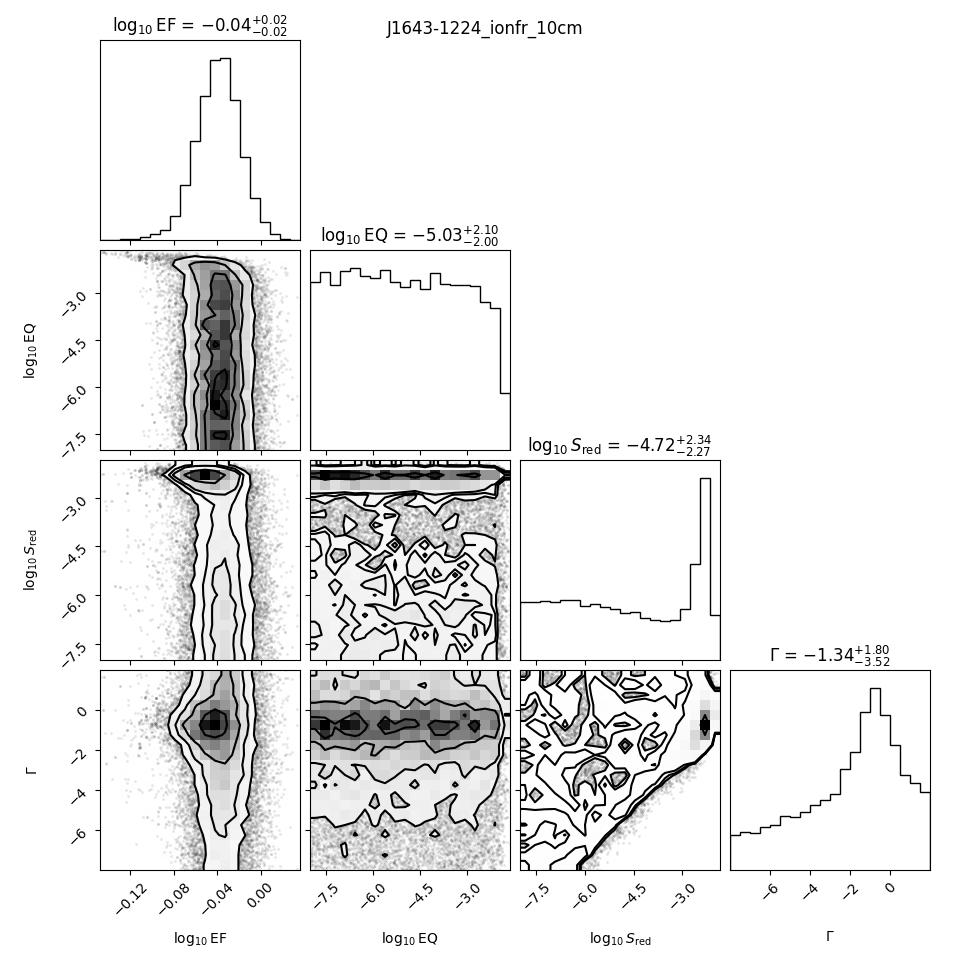 log₁₀ EF = −0.04⁺⁰·⁰²₋₀.₀₂
J1643-1224_ionfr_10cm
log₁₀ EQ = −5.03⁺²·¹⁰₋₂.₀₀
log₁₀ EQ
−3.0
−4.5
−6.0
−7.5
log₁₀ Sred = −4.72⁺²·³⁴₋₂.₂₇
log₁₀ Sred
−3.0
−4.5
−6.0
−7.5
Γ = −1.34⁺¹·⁸⁰₋₃.₅₂
Γ
0
−2
−4
−6
−0.12 −0.08 −0.04 0.00 −7.5 −6.0 −4.5 −3.0 −7.5 −6.0 −4.5 −3.0 −6 −4 −2 0
log₁₀ EF log₁₀ EQ log₁₀ Sred Γ